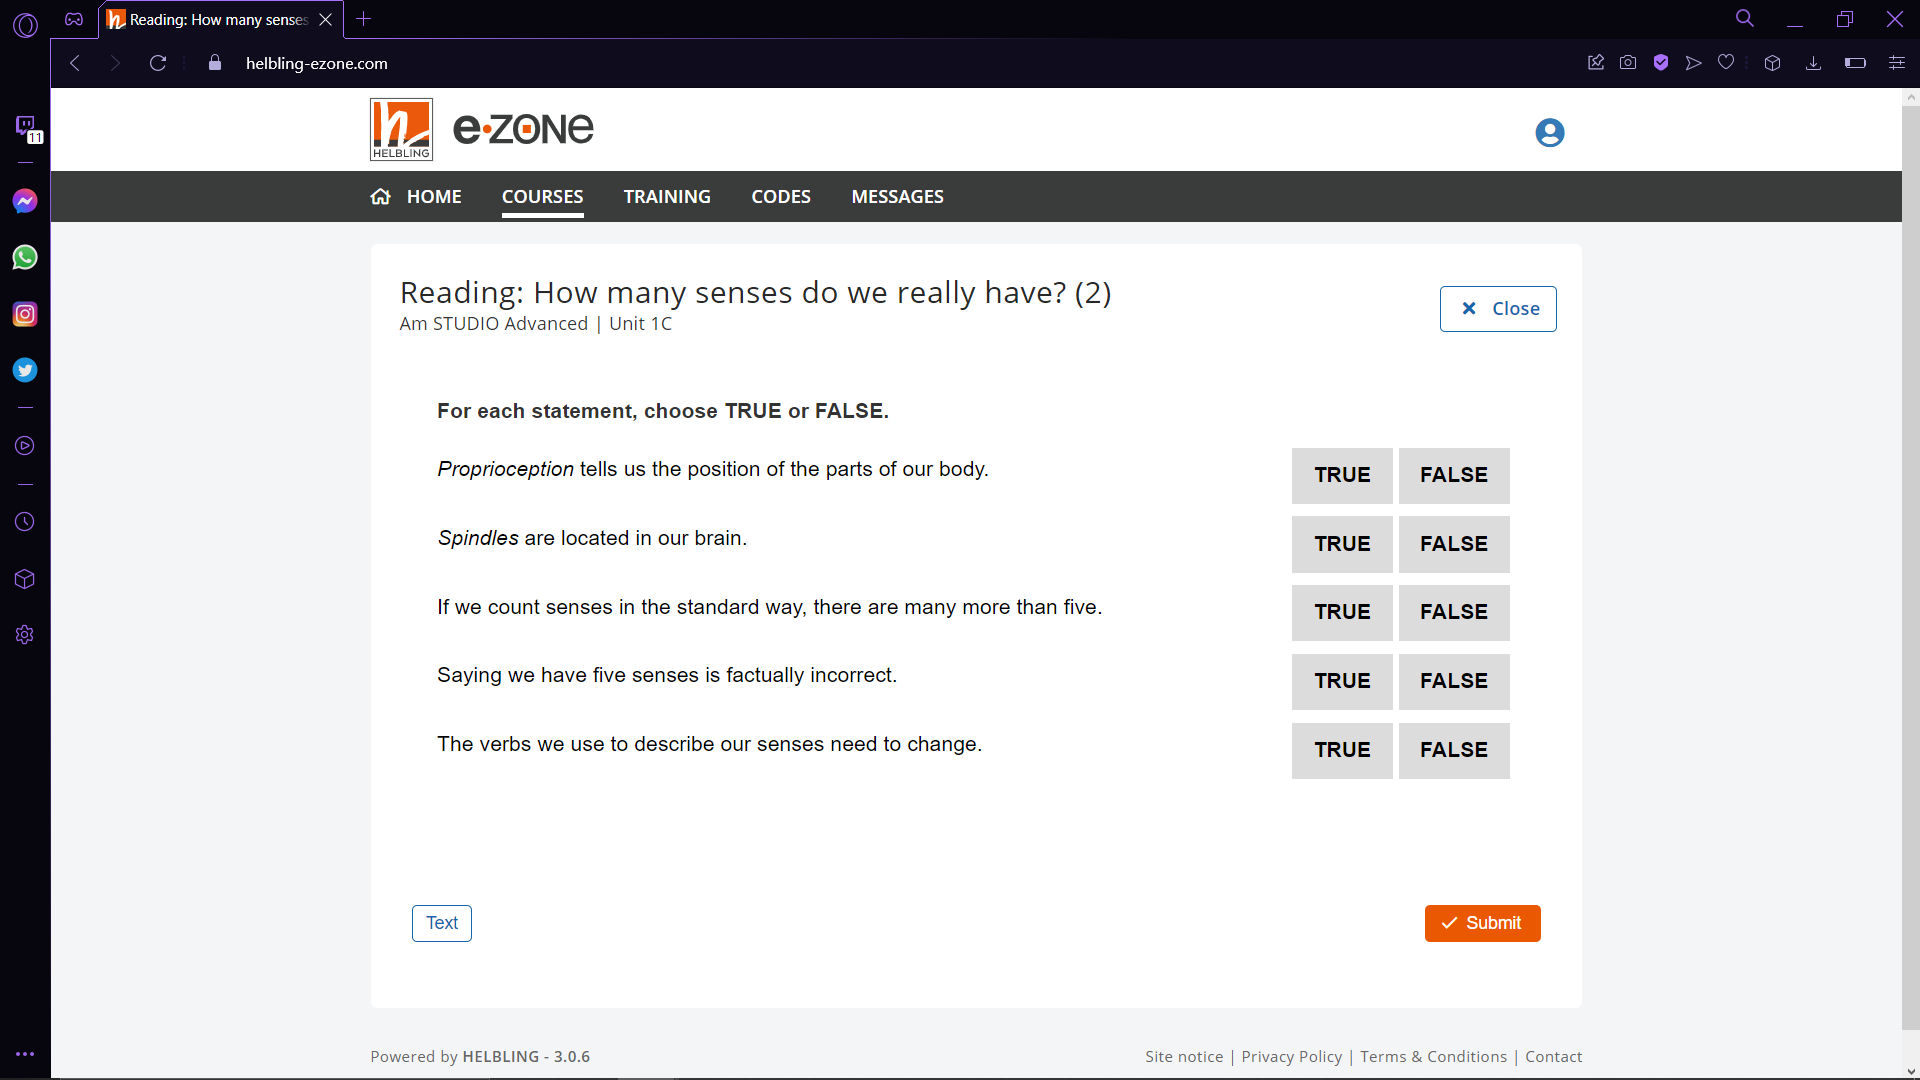 Reading: How many senses
helbling-ezone.com
11
HELBLING
e·ZONE
HOME COURSES TRAINING CODES MESSAGES
Reading: How many senses do we really have? (2)
Am STUDIO Advanced | Unit 1C
Close
For each statement, choose TRUE or FALSE.
Proprioception tells us the position of the parts of our body. TRUE FALSE
Spindles are located in our brain. TRUE FALSE
If we count senses in the standard way, there are many more than five. TRUE FALSE
Saying we have five senses is factually incorrect. TRUE FALSE
The verbs we use to describe our senses need to change. TRUE FALSE
Text Submit
Powered by HELBLING - 3.0.6 Site notice | Privacy Policy | Terms & Conditions | Contact